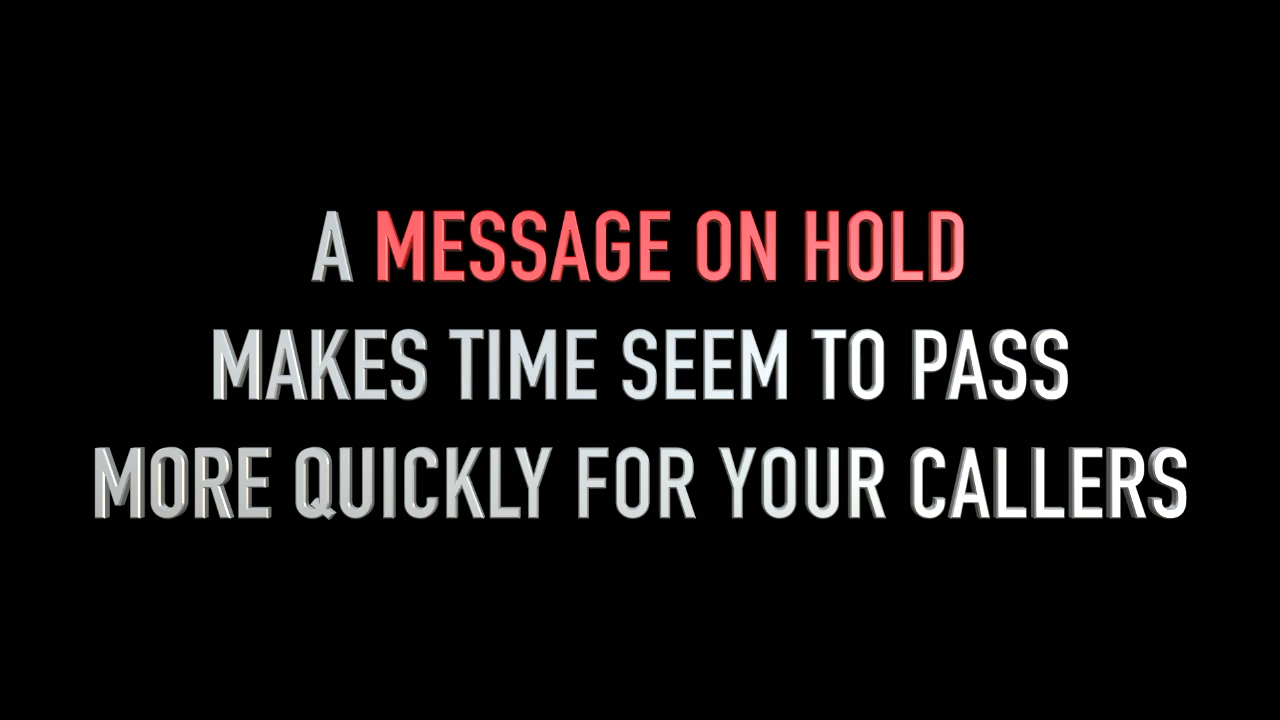 A MESSAGE ON HOLD
MAKES TIME SEEM TO PASS
MORE QUICKLY FOR YOUR CALLERS